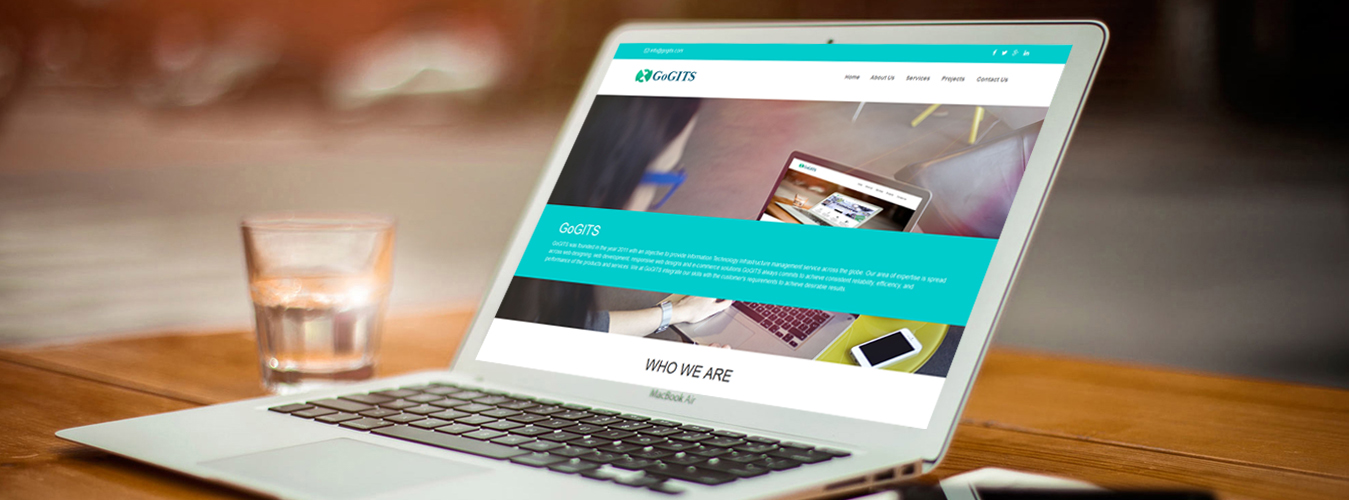 info@gogits.com
GoGITS
Home About Us Services Projects Contact Us
GoGITS
GoGITS
GoGITS was founded in the year 2011 with an objective to provide Information Technology infrastructure management service across the globe. Our area of expertise is spread
across web designing, web development, responsive web designs and e-commerce solutions. GoGITS always commits to achieve consistent reliability, efficiency, and
performance of the products and services. We at GoGITS integrate our skills with the customer's requirements to achieve desirable results.
WHO WE ARE
MacBook Air